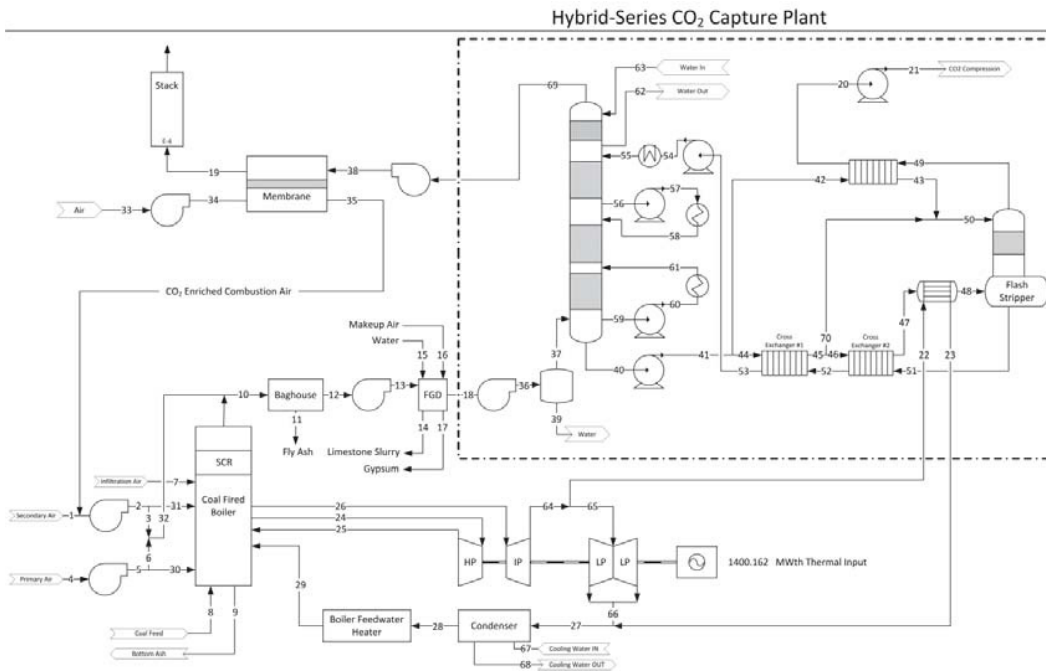 Hybrid-Series CO₂ Capture Plant
63
Water In
62
Water Out
69
20
21
CO2 Compression
Stack
E-6
19
38
Membrane
Air
33
34
35
55
54
57
56
58
61
59
60
42
49
43
50
Flash
Stripper
CO₂ Enriched Combustion Air
Makeup Air
Water
15
16
37
40
41
44
Cross
Exchanger #1
45
70
46
Cross
Exchanger #2
47
48
22
23
53
52
51
10
Baghouse
12
13
FGD
18
36
11
Fly Ash
14
17
Limestone Slurry
Gypsum
39
Water
SCR
Infiltration Air
7
Coal Fired
Boiler
Secondary Air
1
2
3
32
31
6
Primary Air
4
5
30
26
24
25
64
65
HP
IP
LP
LP
1400.162 MWth Thermal Input
66
29
8
9
Coal Feed
Bottom Ash
Boiler Feedwater
Heater
28
Condenser
27
67
Cooling Water IN
68
Cooling Water OUT